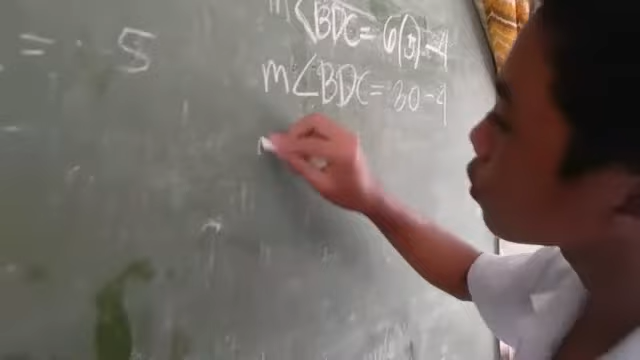 m∠BDC = 6(5)-4
= 5
m∠BDC = 30-4